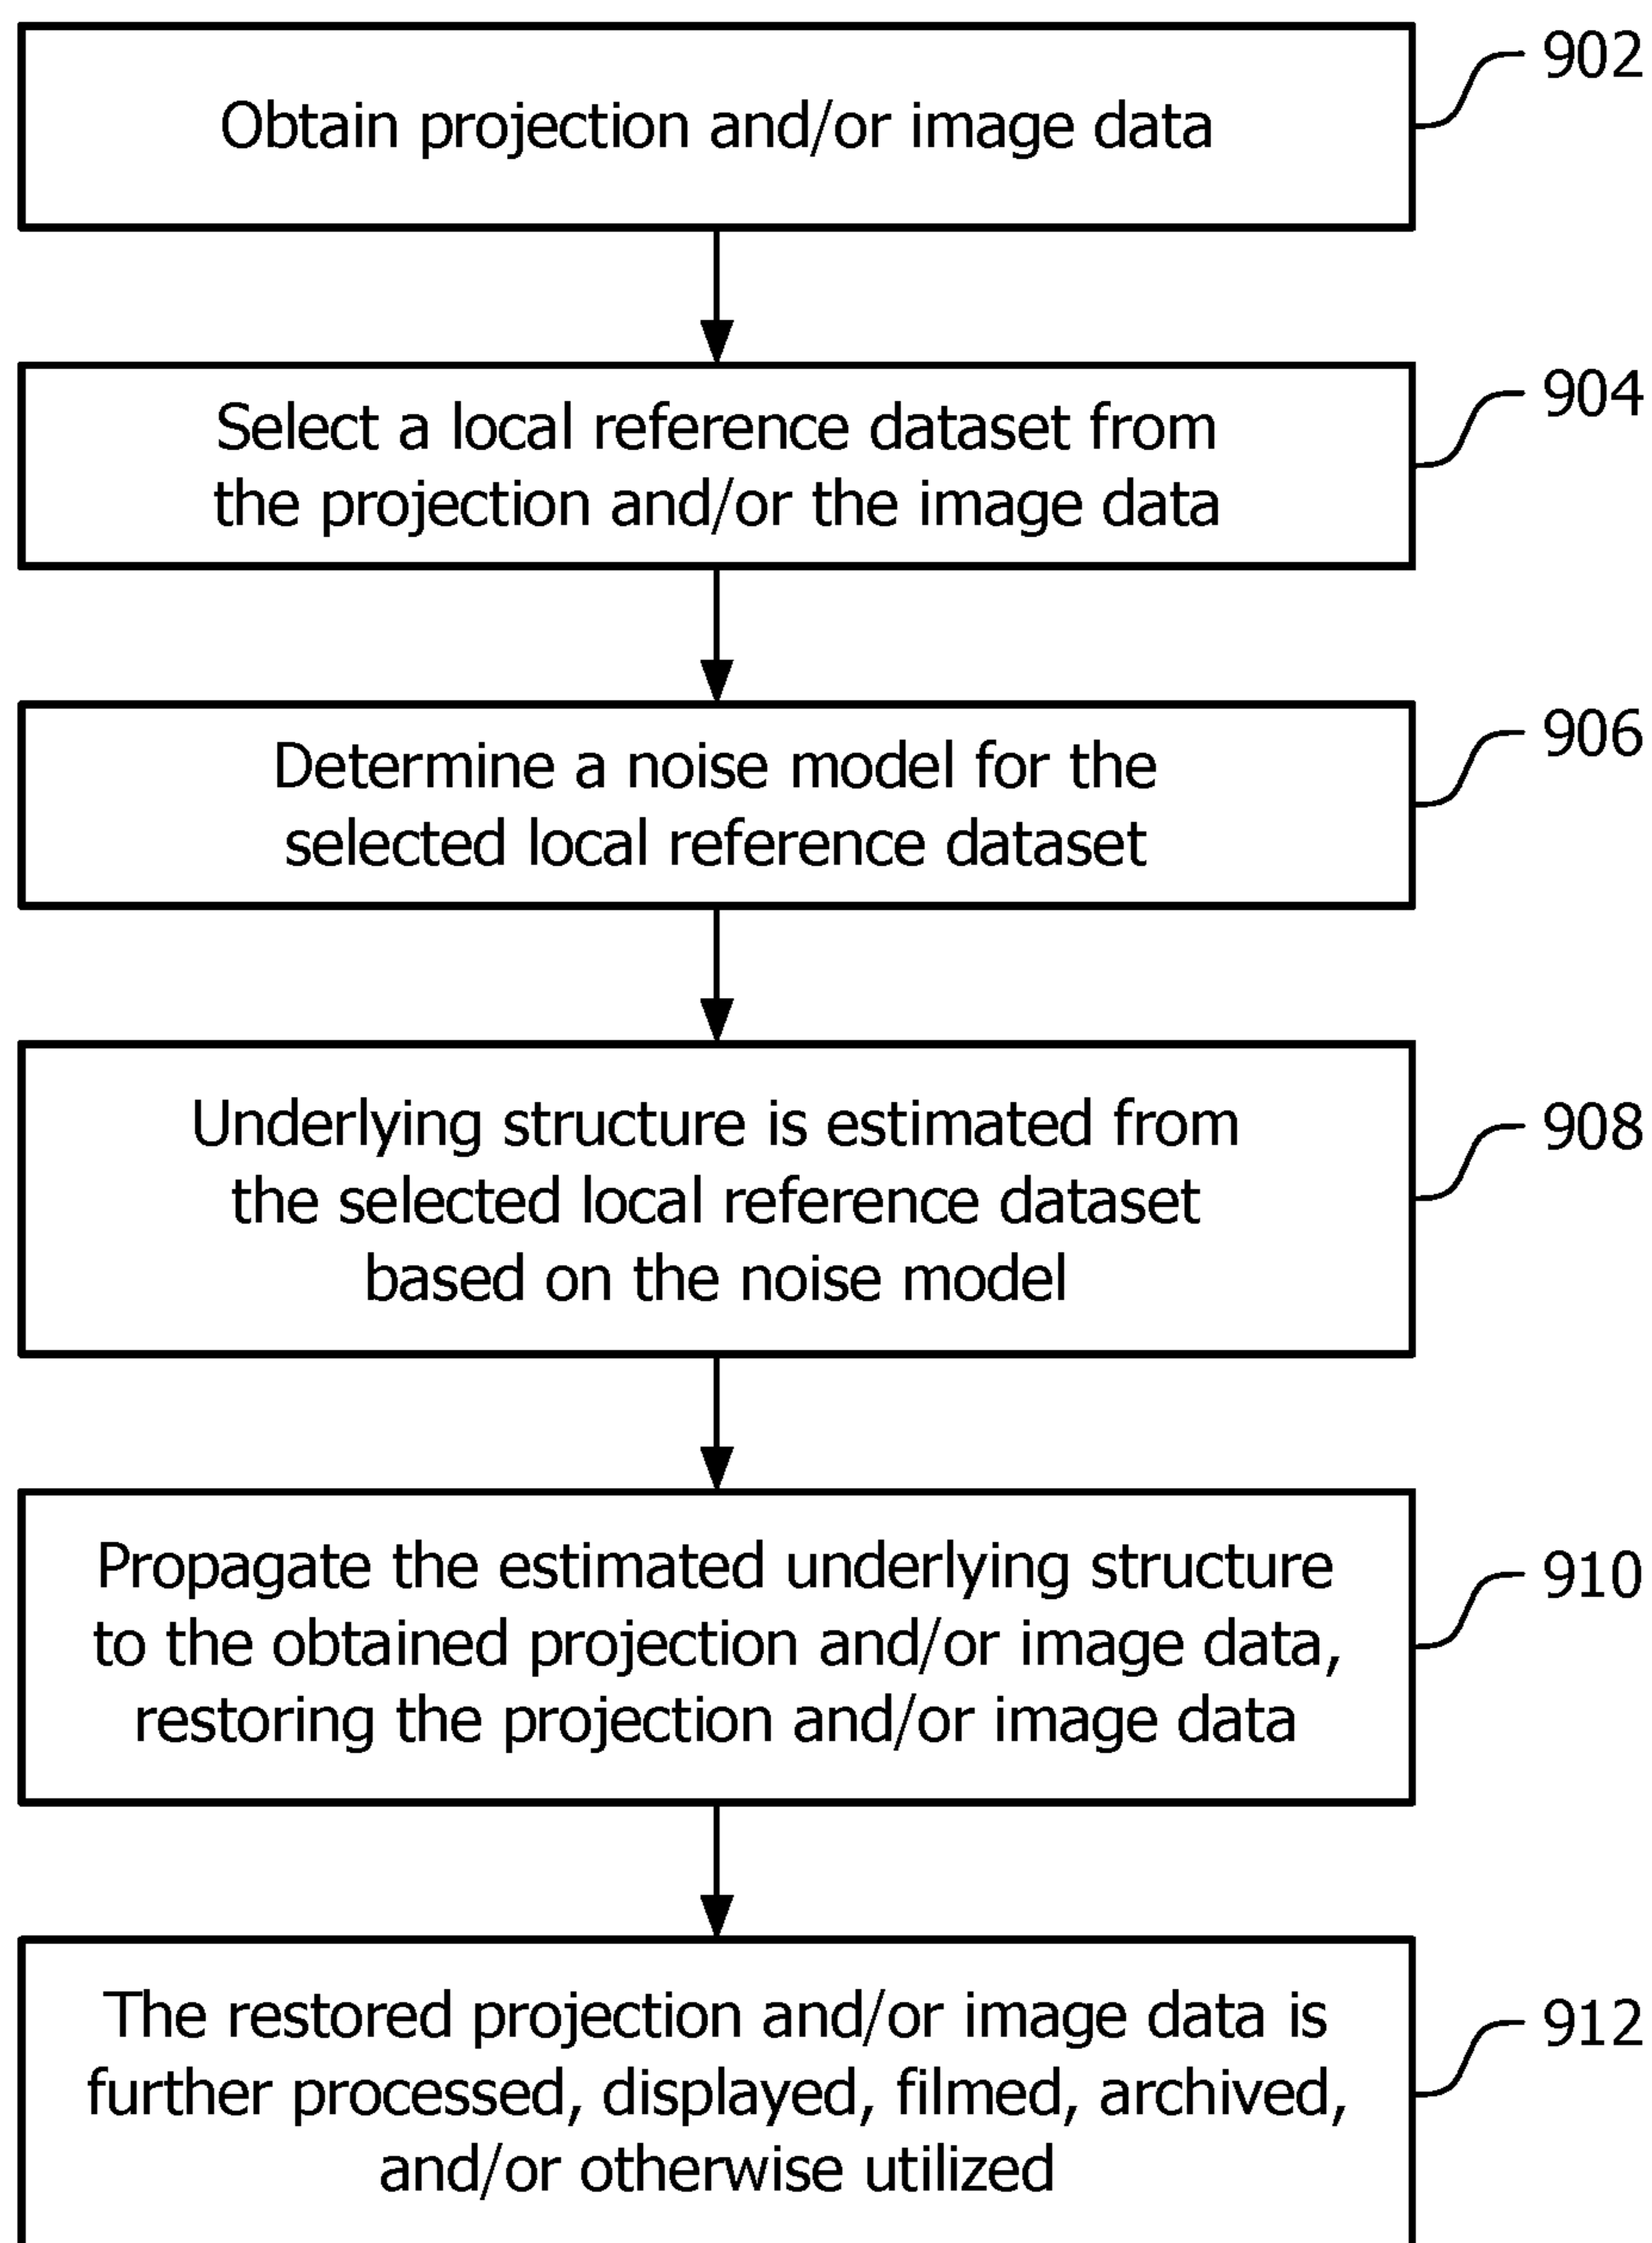 902
Obtain projection and/or image data
904
Select a local reference dataset from
the projection and/or the image data
906
Determine a noise model for the
selected local reference dataset
908
Underlying structure is estimated from
the selected local reference dataset
based on the noise model
910
Propagate the estimated underlying structure
to the obtained projection and/or image data,
restoring the projection and/or image data
912
The restored projection and/or image data is
further processed, displayed, filmed, archived,
and/or otherwise utilized